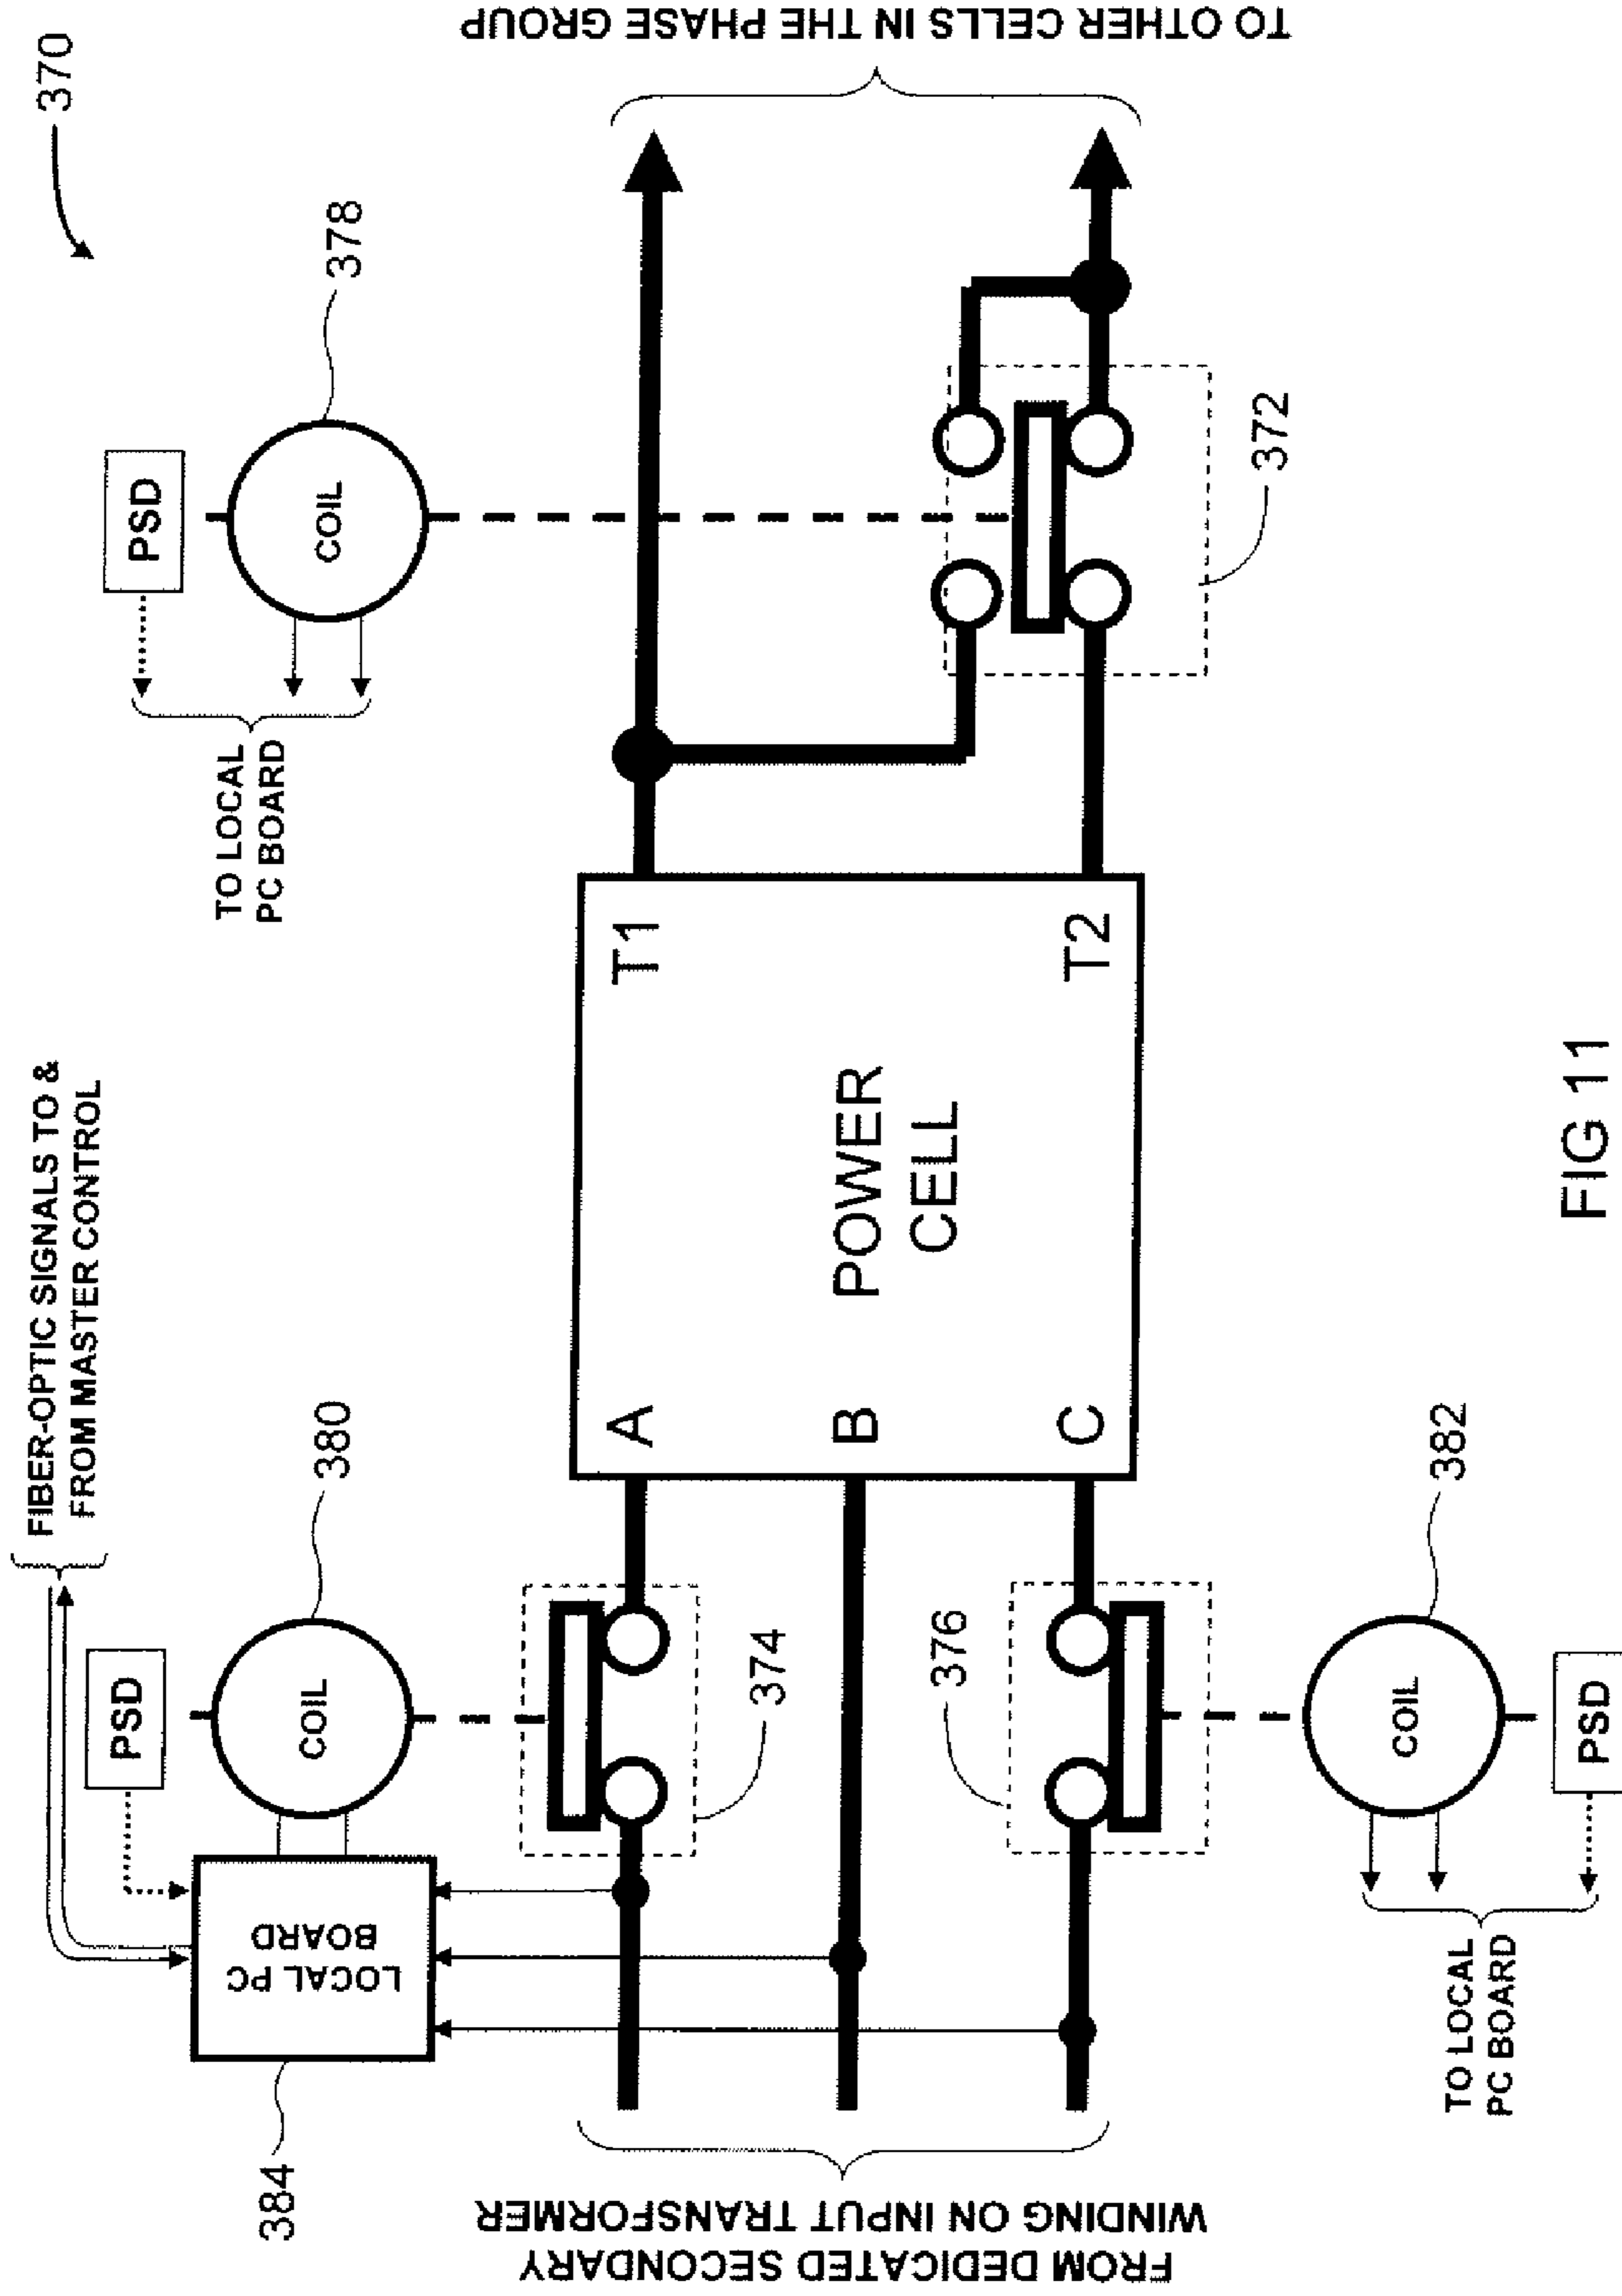 370
FIBER-OPTIC SIGNALS TO &
FROM MASTER CONTROL
PSD
COIL
380
LOCAL PC
BOARD
384
PSD
COIL
378
TO LOCAL
PC BOARD
FROM DEDICATED SECONDARY
WINDING ON INPUT TRANSFORMER
374
376
A
B
C
POWER
CELL
T1
T2
372
TO OTHER CELLS IN THE PHASE GROUP
COIL
PSD
382
TO LOCAL
PC BOARD
FIG 11